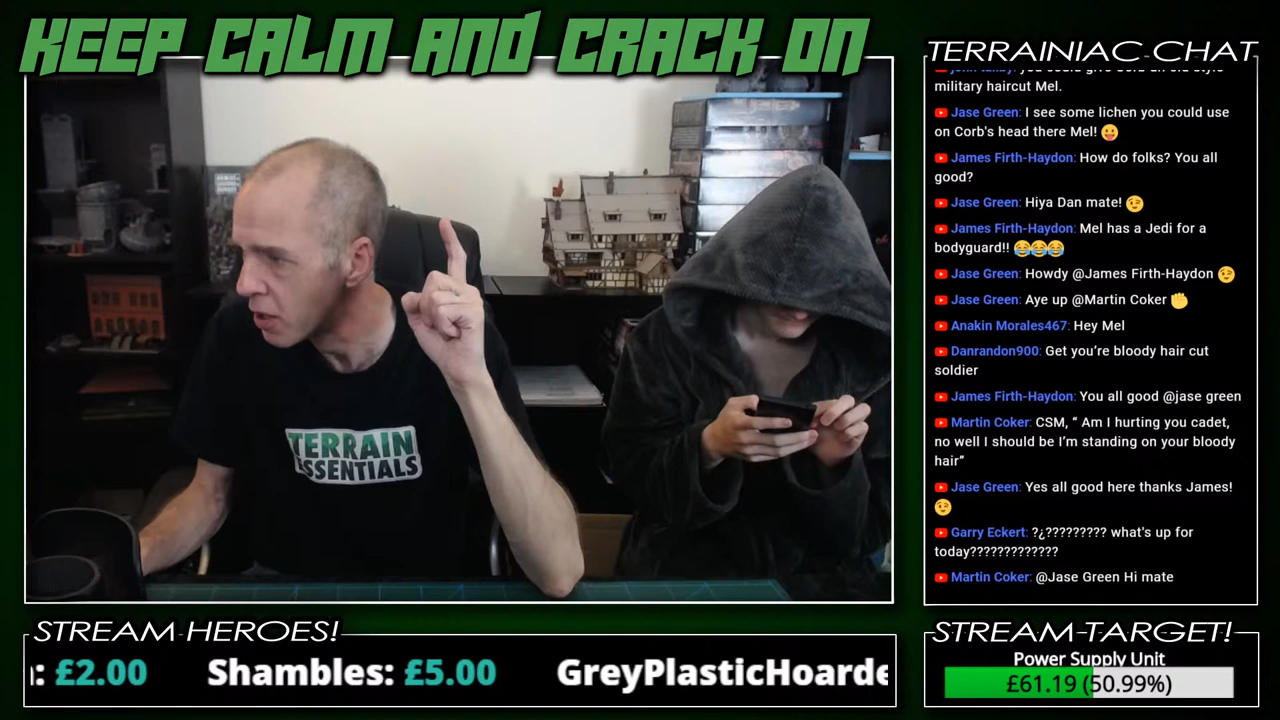 KEEP CALM AND CRACK ON
TERRAINIAC CHAT
military haircut Mel.
Jase Green: I see some lichen you could use
on Corb's head there Mel! 😛
James Firth-Haydon: How do folks? You all
good?
Jase Green: Hiya Dan mate! 😉
James Firth-Haydon: Mel has a Jedi for a
bodyguard!! 😂😂😂
Jase Green: Howdy @James Firth-Haydon 😉
Jase Green: Aye up @Martin Coker ✊
Anakin Morales467: Hey Mel
Danrandon900: Get you’re bloody hair cut
soldier
James Firth-Haydon: You all good @jase green
Martin Coker: CSM, “ Am I hurting you cadet,
no well I should be I’m standing on your bloody
hair”
Jase Green: Yes all good here thanks James!
😉
Garry Eckert: ?¿????????? what's up for
today?????????????
Martin Coker: @Jase Green Hi mate
TERRAIN
ESSENTIALS
STREAM HEROES!
: £2.00 Shambles: £5.00 GreyPlasticHoarde
STREAM TARGET!
Power Supply Unit
£61.19 (50.99%)